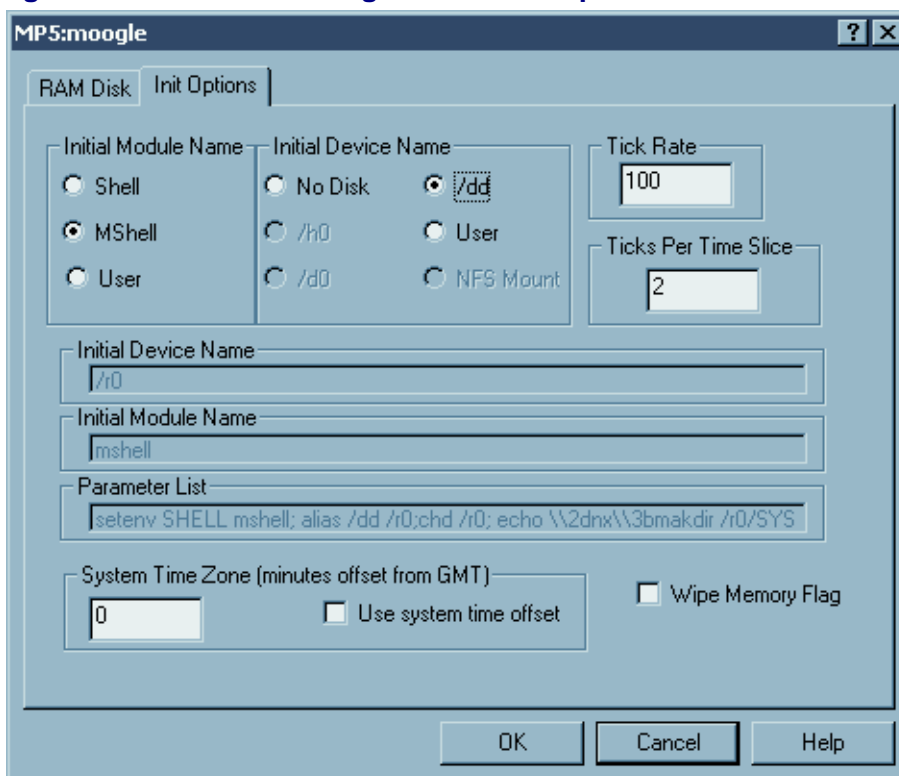 MP5:moogle
RAM Disk Init Options
Initial Module Name Initial Device Name Tick Rate
Shell No Disk /dd 100
MShell /h0 User Ticks Per Time Slice
User /d0 NFS Mount 2
Initial Device Name
/r0
Initial Module Name
mshell
Parameter List
setenv SHELL mshell; alias /dd /r0;chd /r0; echo \\2dnx\\3bmakdir /r0/SYS
System Time Zone (minutes offset from GMT)
0 Use system time offset Wipe Memory Flag
OK Cancel Help